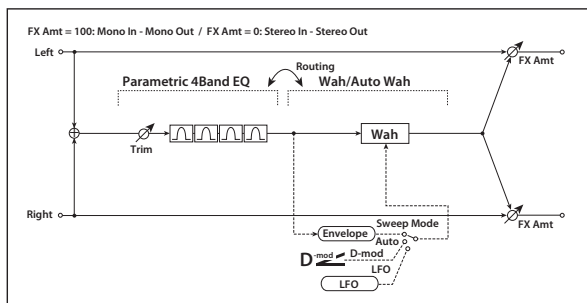 FX Amt = 100: Mono In - Mono Out / FX Amt = 0: Stereo In - Stereo Out
Left
FX Amt
Routing
Parametric 4Band EQ
Wah/Auto Wah
Trim
Wah
Right
FX Amt
Sweep Mode
Envelope
Auto
D-mod
D-mod
LFO
LFO